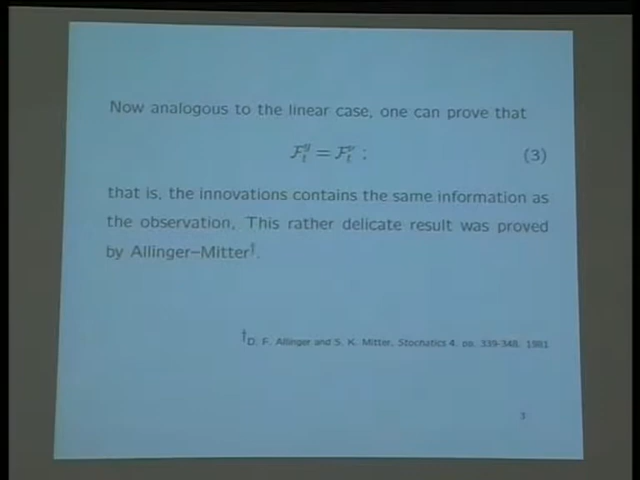 Now analogous to the linear case, one can prove that
ℱₜʸ = ℱₜᵛ ; (3)
that is, the innovations contains the same information as
the observation. This rather delicate result was proved
by Allinger–Mitter†.
†D. F. Allinger and S. K. Mitter, Stochatics 4, pp. 339-348, 1981
3